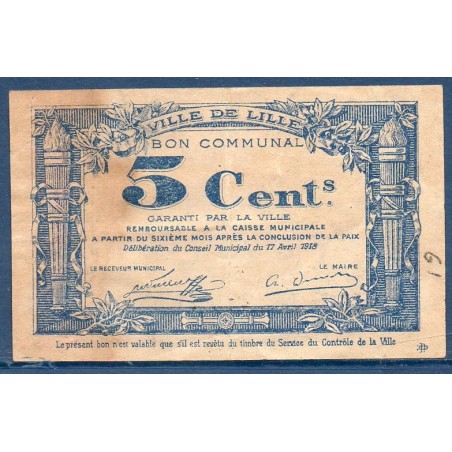 VILLE DE LILLE
BON COMMUNAL
5 Cents.
GARANTI PAR LA VILLE
REMBOURSABLE A LA CAISSE MUNICIPALE
A PARTIR DU SIXIÈME MOIS APRÈS LA CONCLUSION DE LA PAIX
Délibération du Conseil Municipal du 17 Avril 1918
LE RECEVEUR MUNICIPAL
LE MAIRE
19
Le présent bon n'est valable que s'il est revêtu du timbre du Service du Contrôle de la Ville